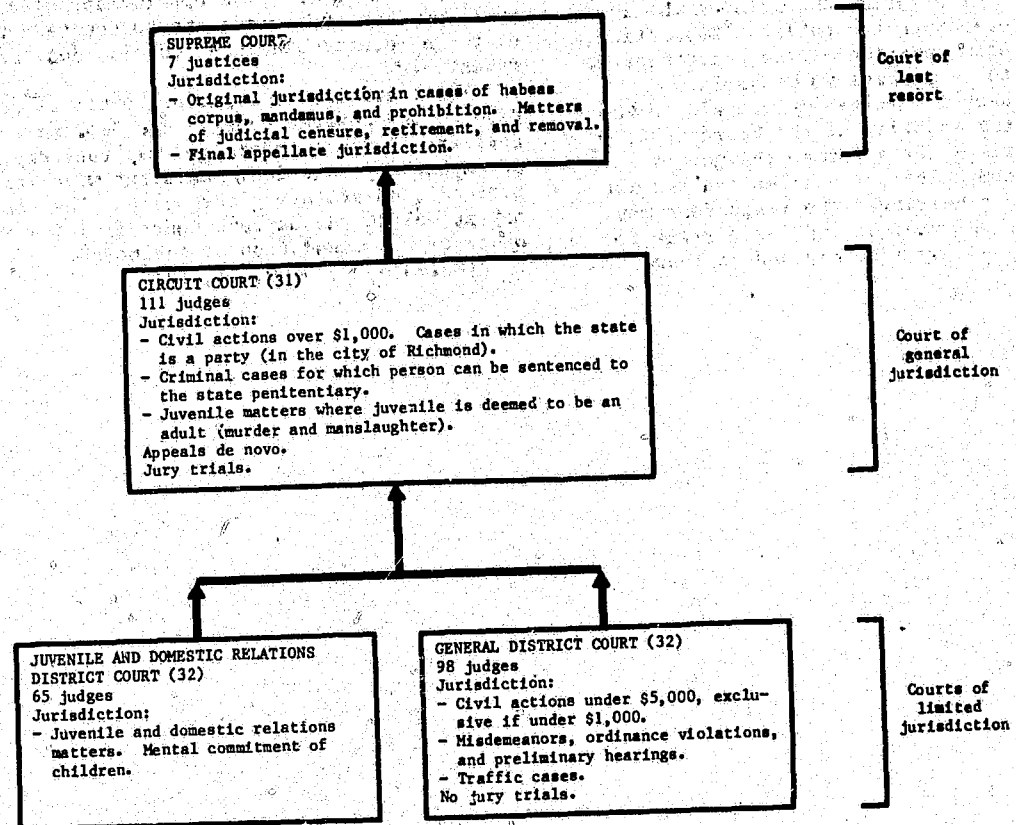 SUPREME COURT
7 justices
Jurisdiction:
- Original jurisdiction in cases of habeas
corpus, mandamus, and prohibition. Matters
of judicial censure, retirement, and removal.
- Final appellate jurisdiction.
Court of
last
resort
CIRCUIT COURT (31)
111 judges
Jurisdiction:
- Civil actions over $1,000. Cases in which the state
is a party (in the city of Richmond).
- Criminal cases for which person can be sentenced to
the state penitentiary.
- Juvenile matters where juvenile is deemed to be an
adult (murder and manslaughter).
Appeals de novo.
Jury trials.
Court of
general
jurisdiction
JUVENILE AND DOMESTIC RELATIONS
DISTRICT COURT (32)
65 judges
Jurisdiction:
- Juvenile and domestic relations
matters. Mental commitment of
children.
GENERAL DISTRICT COURT (32)
98 judges
Jurisdiction:
- Civil actions under $5,000, exclu-
sive if under $1,000.
- Misdemeanors, ordinance violations,
and preliminary hearings.
- Traffic cases.
No jury trials.
Courts of
limited
jurisdiction